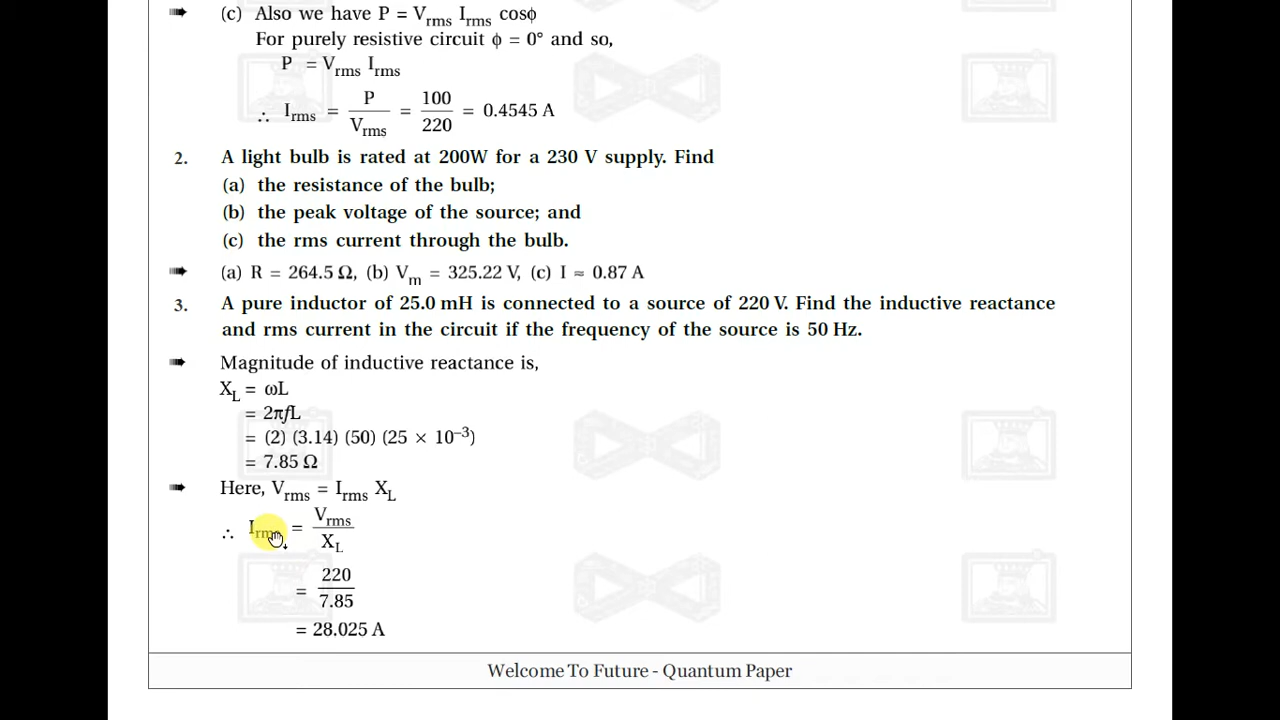 (c) Also we have P = Vrms Irms cosϕ
For purely resistive circuit ϕ = 0° and so,
P = Vrms Irms
∴ Irms = P/Vrms = 100/220 = 0.4545 A
2. A light bulb is rated at 200W for a 230 V supply. Find
(a) the resistance of the bulb;
(b) the peak voltage of the source; and
(c) the rms current through the bulb.
(a) R = 264.5 Ω, (b) Vm = 325.22 V, (c) I ≈ 0.87 A
3. A pure inductor of 25.0 mH is connected to a source of 220 V. Find the inductive reactance
and rms current in the circuit if the frequency of the source is 50 Hz.
Magnitude of inductive reactance is,
XL = ωL
= 2πfL
= (2) (3.14) (50) (25 × 10⁻³)
= 7.85 Ω
Here, Vrms = Irms XL
∴ Irms = Vrms/XL
= 220/7.85
= 28.025 A
Welcome To Future - Quantum Paper